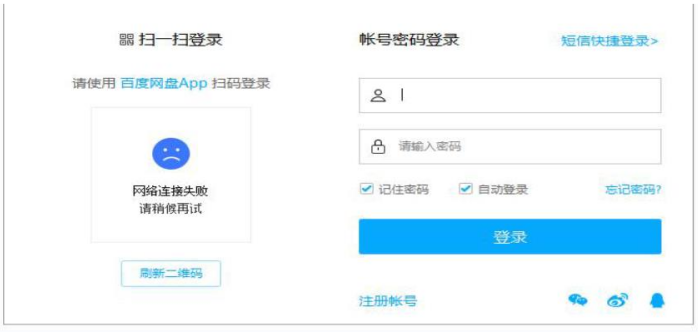 扫一扫登录
请使用 百度网盘App 扫码登录
网络连接失败
请稍候再试
刷新二维码
帐号密码登录
短信快捷登录>
请输入密码
记住密码
自动登录
忘记密码?
登录
注册帐号